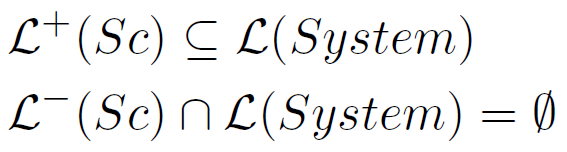 ℒ⁺(Sc) ⊆ ℒ(System)
ℒ⁻(Sc) ∩ ℒ(System) = ∅